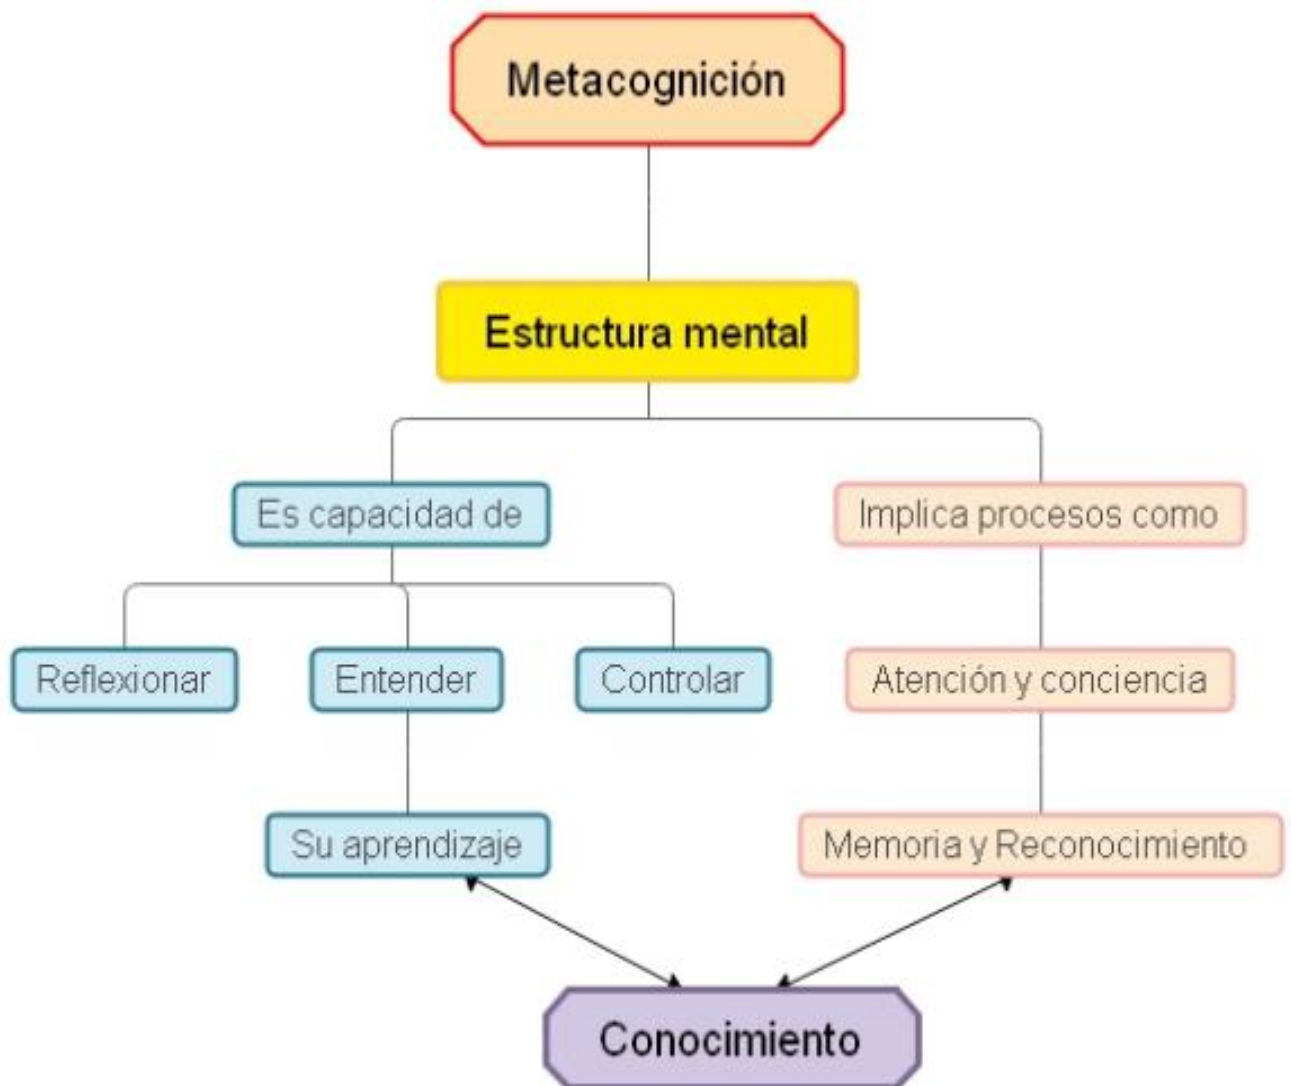 Metacognición
Estructura mental
Es capacidad de
Implica procesos como
Reflexionar
Entender
Controlar
Atención y conciencia
Su aprendizaje
Memoria y Reconocimiento
Conocimiento